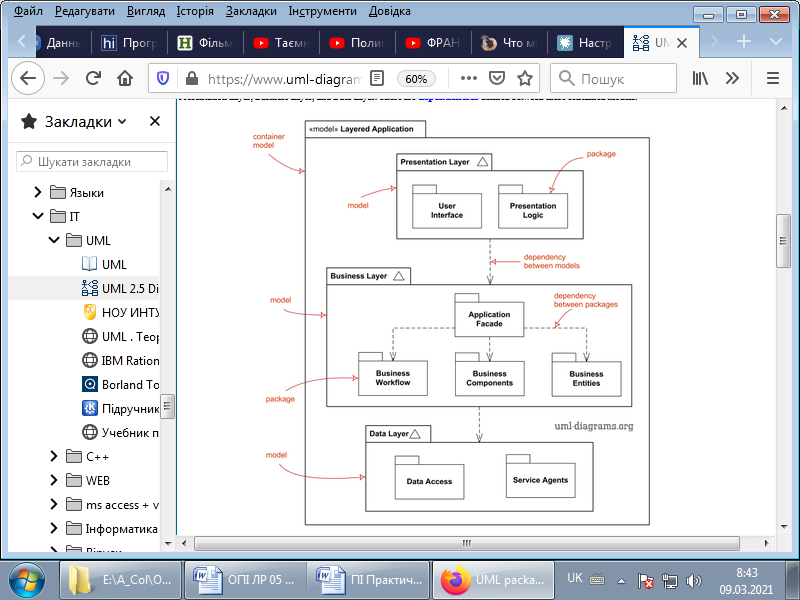 Файл Редагувати Вигляд Історія Закладки Інструменти Довідка
Дань Прог Фільм Таєм Поли ФРАН Что м Настр UM
https://www.uml-diagram 60% Пошук
Закладки
Шукати закладки
Языки
IT
UML
UML
UML 2.5 Di
НОУ ИНТУ
UML . Теор
IBM Ration
Borland To
Підручник
Учебник п
C++
WEB
ms access + v
Інформатика
«model» Layered Application
container
model
Presentation Layer
package
model
User
Interface
Presentation
Logic
dependency
between models
Business Layer
model
Application
Facade
dependency
between packages
Business
Workflow
Business
Components
Business
Entities
package
uml-diagrams.org
Data Layer
model
Data Access
Service Agents
E:\A_Col\O...
ОПІ ЛР 05 ...
ПІ Практич...
UML packa...
UK
8:43
09.03.2021